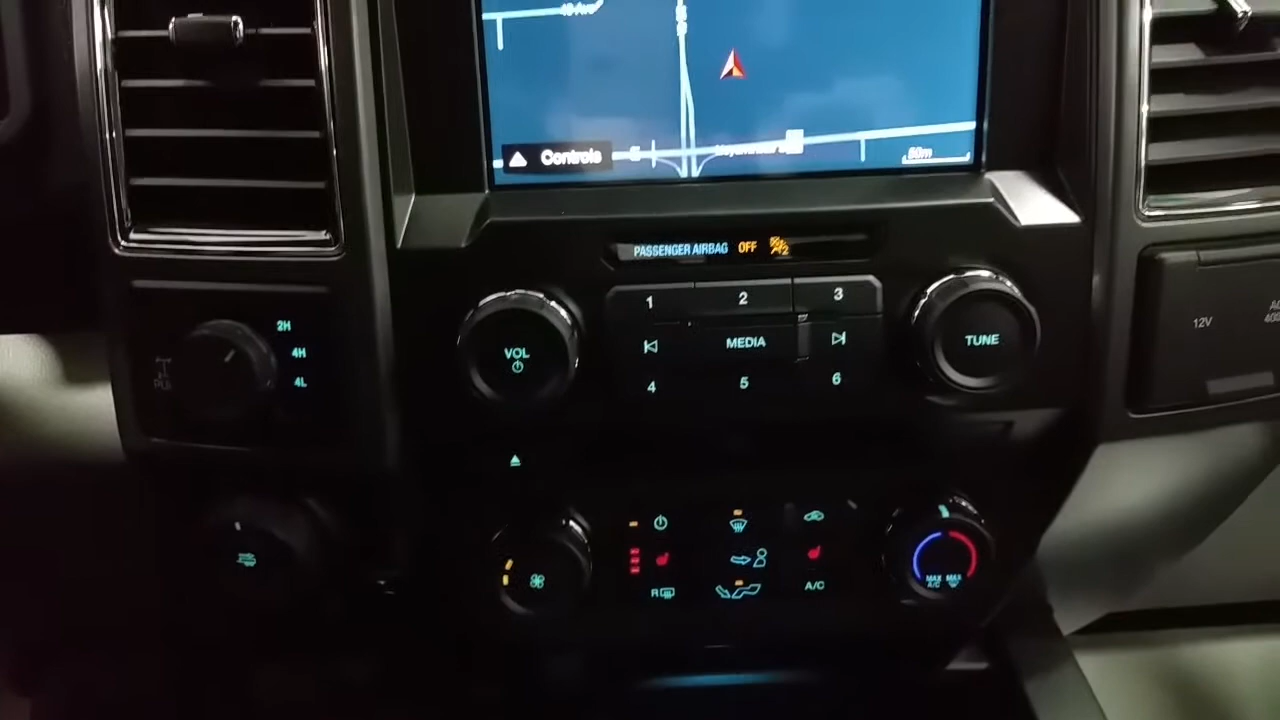 Controls
50m
PASSENGER AIRBAG OFF
1 2 3
2H
4H
4L
VOL
MEDIA
TUNE
12V
4 5 6
R
A/C
MAX A/C
MAX